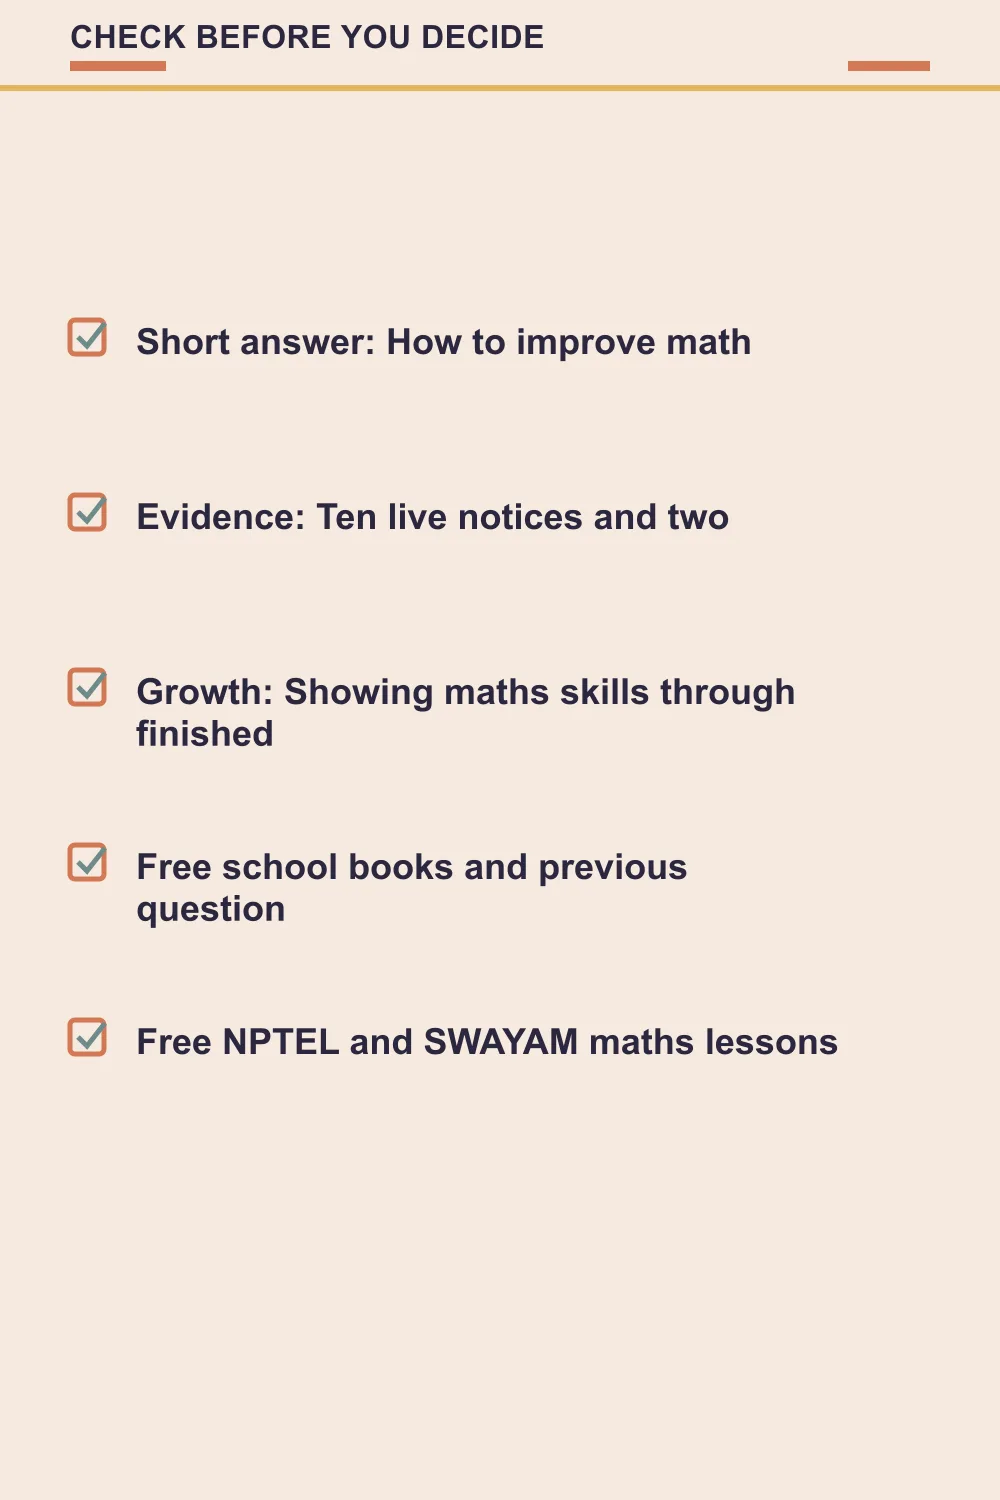 CHECK BEFORE YOU DECIDE
Short answer: How to improve math
Evidence: Ten live notices and two
Growth: Showing maths skills through
finished
Free school books and previous
question
Free NPTEL and SWAYAM maths lessons